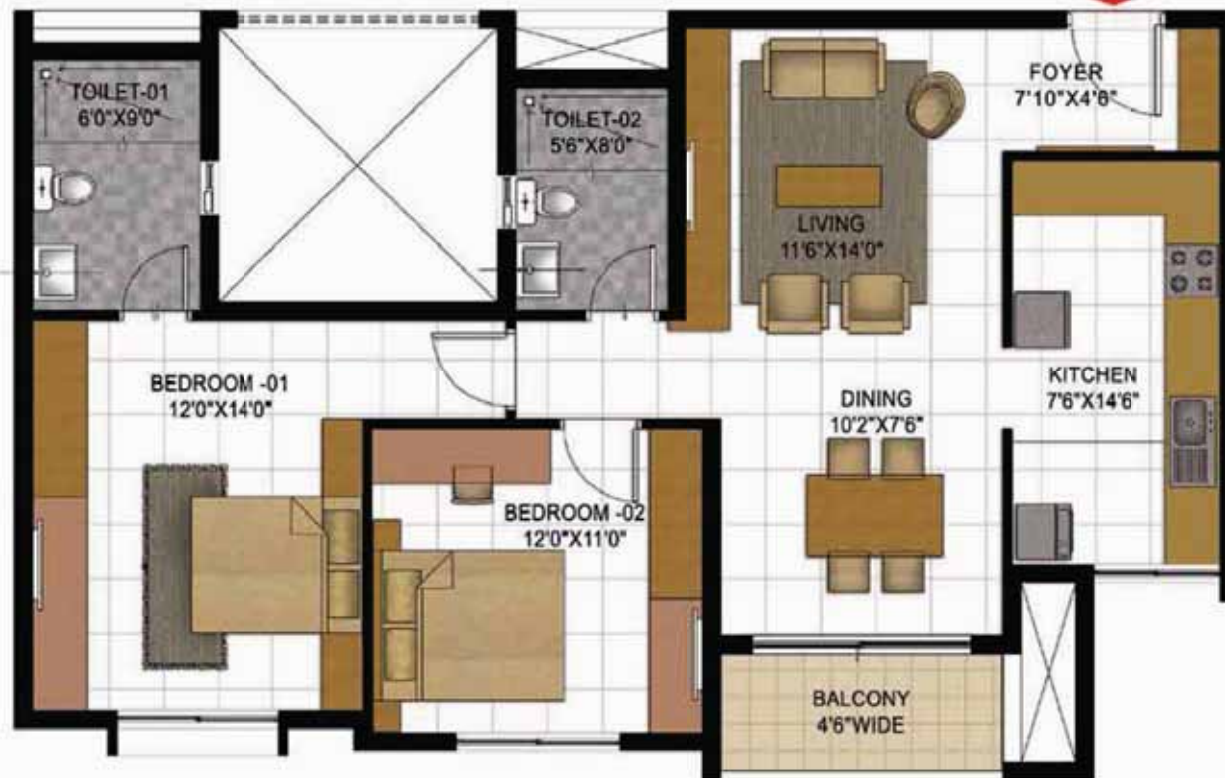 TOILET-01
6'0"X9'0"
TOILET-02
5'6"X8'0"
FOYER
7'10"X4'6"
LIVING
11'6"X14'0"
BEDROOM -01
12'0"X14'0"
DINING
10'2"X7'6"
KITCHEN
7'6"X14'6"
BEDROOM -02
12'0"X11'0"
BALCONY
4'6"WIDE